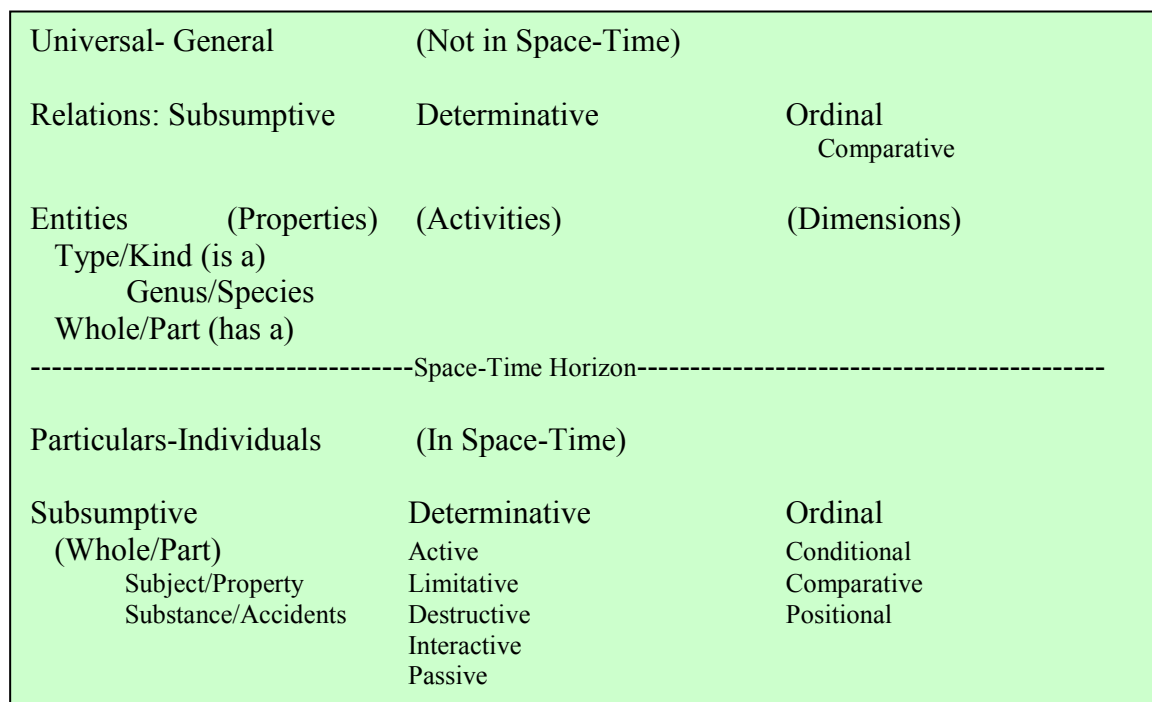 Universal- General (Not in Space-Time)
Relations: Subsumptive Determinative Ordinal
Comparative
Entities (Properties) (Activities) (Dimensions)
Type/Kind (is a)
Genus/Species
Whole/Part (has a)
------------------------------------Space-Time Horizon--------------------------------------------
Particulars-Individuals (In Space-Time)
Subsumptive Determinative Ordinal
(Whole/Part) Active Conditional
Subject/Property Limitative Comparative
Substance/Accidents Destructive Positional
Interactive
Passive